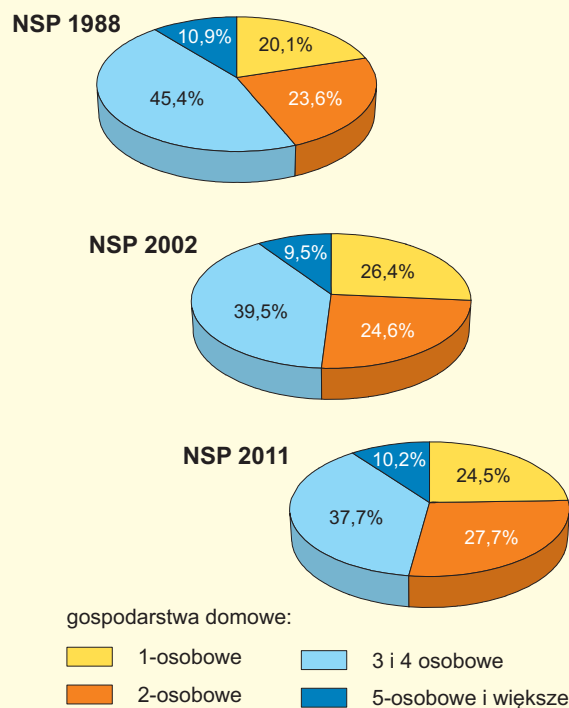 NSP 1988
10,9%
20,1%
45,4%
23,6%
NSP 2002
9,5%
26,4%
39,5%
24,6%
NSP 2011
10,2%
24,5%
37,7%
27,7%
gospodarstwa domowe:
1-osobowe
3 i 4 osobowe
2-osobowe
5-osobowe i większe